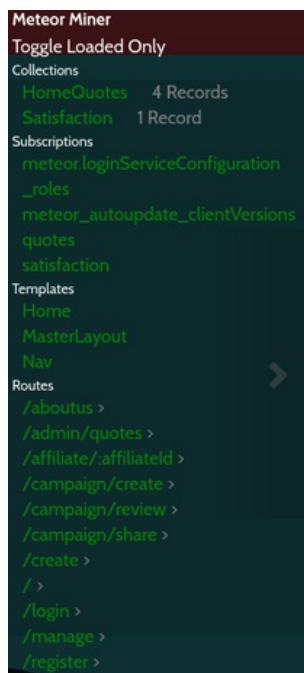 Meteor Miner
Toggle Loaded Only
Collections
HomeQuotes 4 Records
Satisfaction 1 Record
Subscriptions
meteor.loginServiceConfiguration
_roles
meteor_autoupdate_clientVersions
quotes
satisfaction
Templates
Home
MasterLayout
Nav
Routes
/aboutus >
/admin/quotes >
/affiliate/:affiliateId >
/campaign/create >
/campaign/review >
/campaign/share >
/create >
/ >
/login >
/manage >
/register >